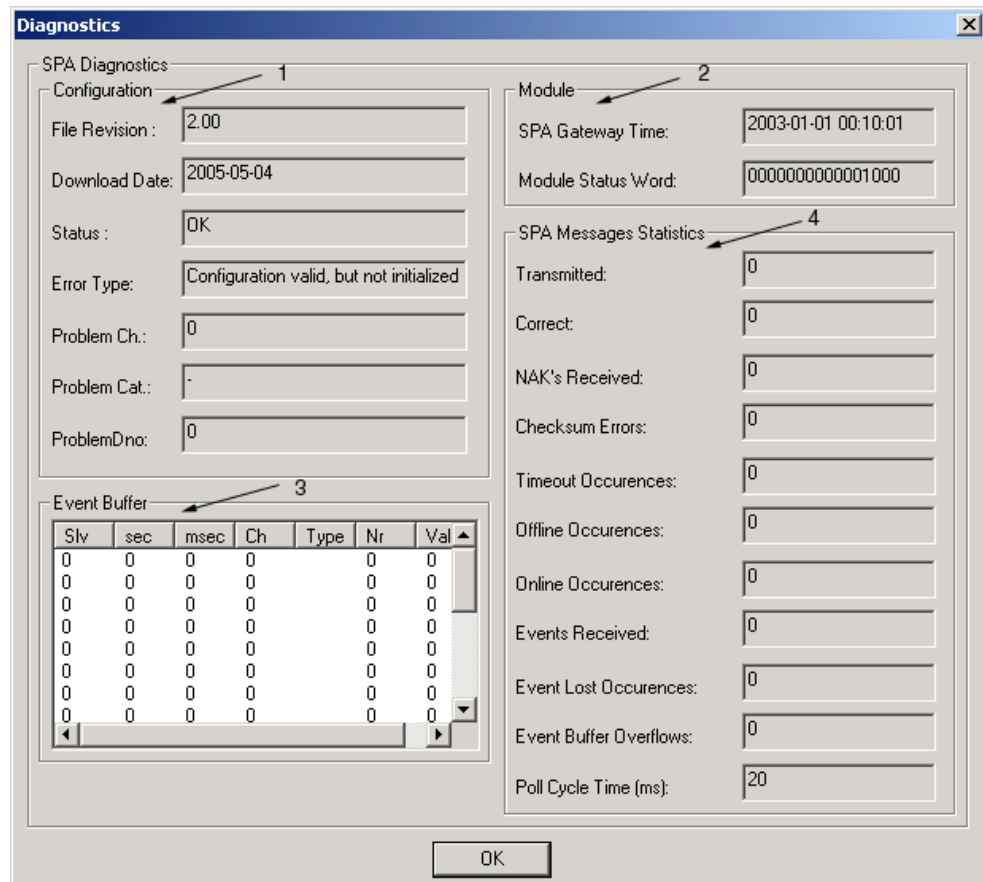 Diagnostics
SPA Diagnostics
1
Configuration
File Revision :
2.00
Download Date:
2005-05-04
Status :
OK
Error Type:
Configuration valid, but not initialized
Problem Ch.:
0
Problem Cat.:
-
ProblemDno:
0
2
Module
SPA Gateway Time:
2003-01-01 00:10:01
Module Status Word:
0000000000001000
3
Event Buffer
Slv sec msec Ch Type Nr Val
0 0 0 0 0 0
0 0 0 0 0 0
0 0 0 0 0 0
0 0 0 0 0 0
0 0 0 0 0 0
0 0 0 0 0 0
0 0 0 0 0 0
0 0 0 0 0 0
4
SPA Messages Statistics
Transmitted:
0
Correct:
0
NAK's Received:
0
Checksum Errors:
0
Timeout Occurences:
0
Offline Occurences:
0
Online Occurences:
0
Events Received:
0
Event Lost Occurences:
0
Event Buffer Overflows:
0
Poll Cycle Time (ms):
20
OK